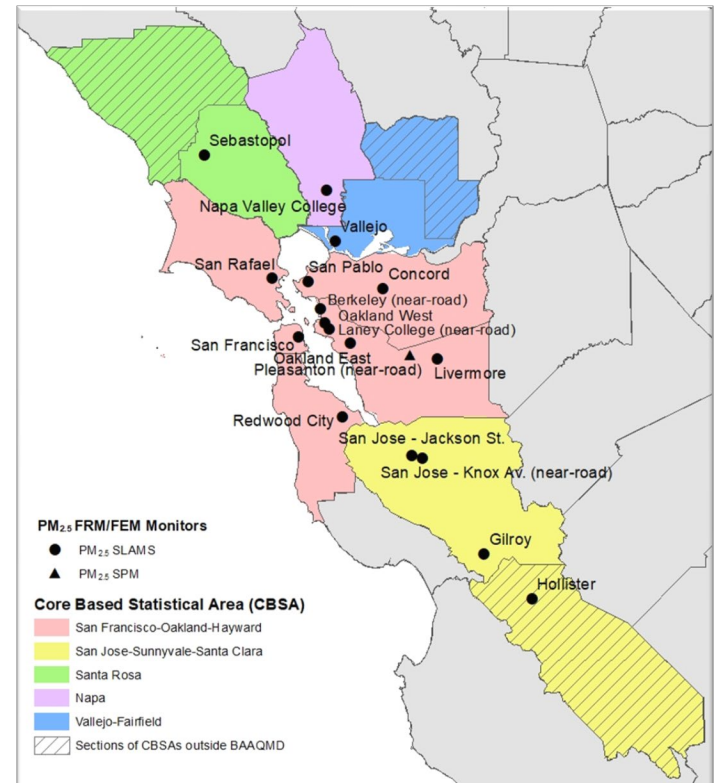 Sebastopol
Napa Valley College
Vallejo
San Rafael
San Pablo
Concord
Berkeley (near-road)
Oakland West
Laney College (near-road)
San Francisco
Oakland East
Pleasanton (near-road)
Livermore
Redwood City
San Jose - Jackson St.
San Jose - Knox Av. (near-road)
Gilroy
Hollister
PM2.5 FRM/FEM Monitors
PM2.5 SLAMS
PM2.5 SPM
Core Based Statistical Area (CBSA)
San Francisco-Oakland-Hayward
San Jose-Sunnyvale-Santa Clara
Santa Rosa
Napa
Vallejo-Fairfield
Sections of CBSAs outside BAAQMD